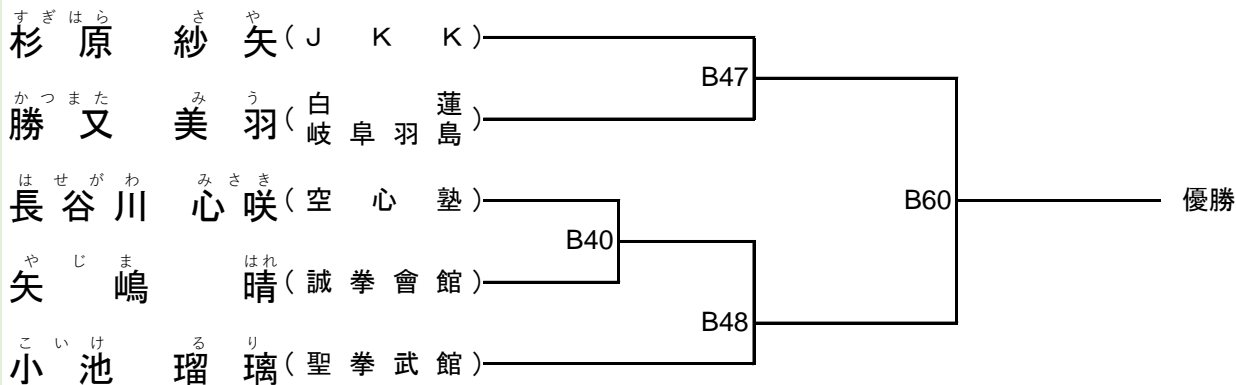 すぎはら さや
杉原 紗矢(JKK)
B47
かつまた みう
勝又 美羽(白蓮岐阜羽島)
はせがわ みさき
長谷川 心咲(空心塾)
B60
優勝
B40
やじま はれ
矢嶋 晴(誠拳會館)
B48
こいけ るり
小池 瑠璃(聖拳武館)